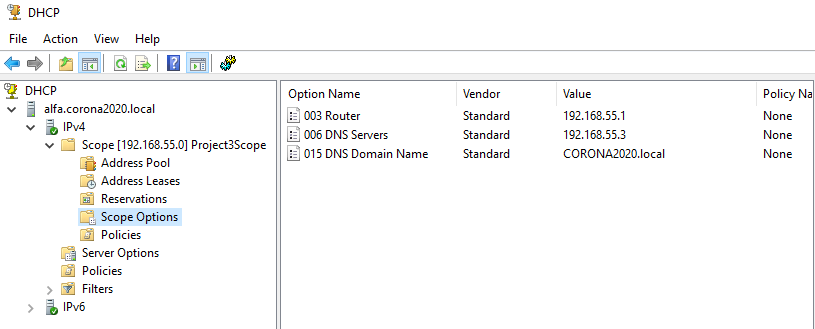 DHCP
File Action View Help
DHCP
alfa.corona2020.local
IPv4
Scope [192.168.55.0] Project3Scope
Address Pool
Address Leases
Reservations
Scope Options
Policies
Server Options
Policies
Filters
IPv6
Option Name Vendor Value Policy Na
003 Router Standard 192.168.55.1 None
006 DNS Servers Standard 192.168.55.3 None
015 DNS Domain Name Standard CORONA2020.local None